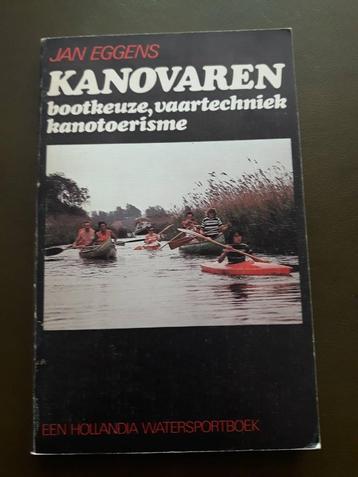 JAN EGGENS
KANOVAREN
bootkeuze, vaartechniek
kanotoerisme
EEN HOLLANDIA WATERSPORTBOEK